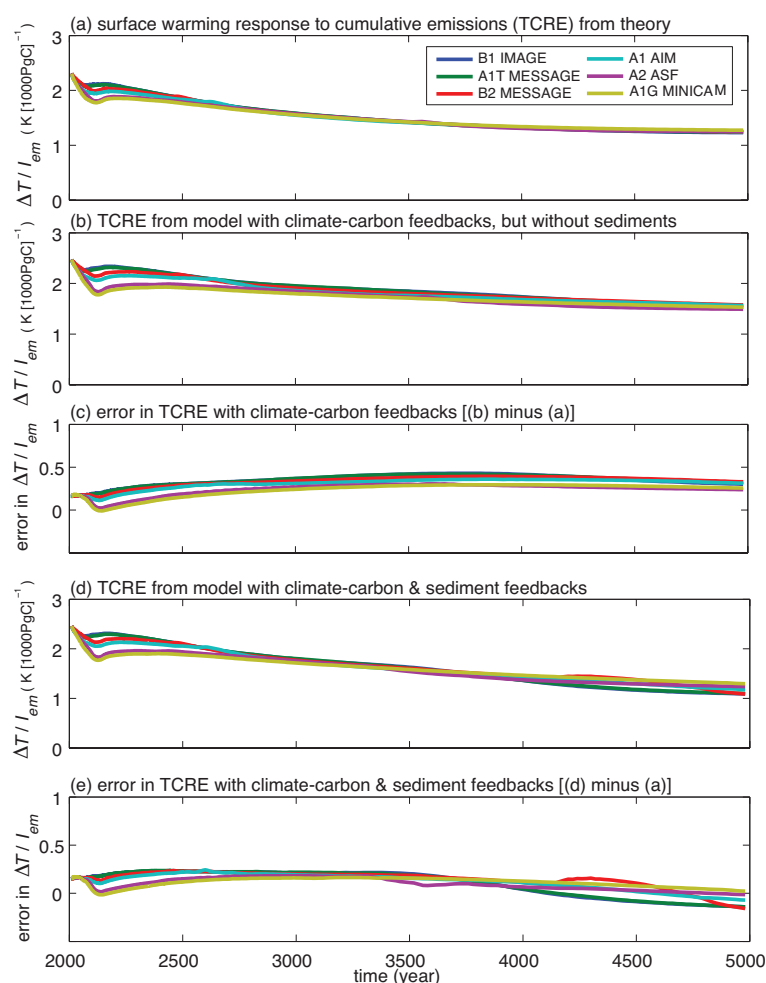 (a) surface warming response to cumulative emissions (TCRE) from theory
3
2
1
0
ΔT / I_em ( K [1000PgC]^−1)
B1 IMAGE
A1T MESSAGE
B2 MESSAGE
A1 AIM
A2 ASF
A1G MINICAM
(b) TCRE from model with climate-carbon feedbacks, but without sediments
3
2
1
0
ΔT / I_em ( K [1000PgC]^−1)
(c) error in TCRE with climate-carbon feedbacks [(b) minus (a)]
1
0.5
0
error in ΔT / I_em
(d) TCRE from model with climate-carbon & sediment feedbacks
3
2
1
0
ΔT / I_em ( K [1000PgC]^−1)
(e) error in TCRE with climate-carbon & sediment feedbacks [(d) minus (a)]
1
0.5
0
error in ΔT / I_em
2000 2500 3000 3500 4000 4500 5000
time (year)